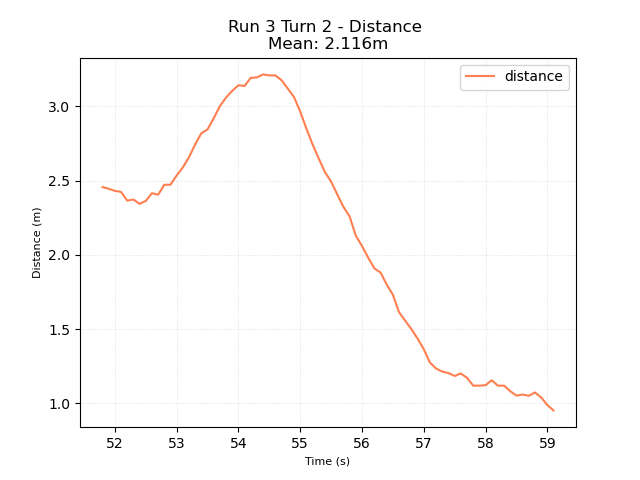 Run 3 Turn 2 - Distance
Mean: 2.116m
distance
3.0
2.5
2.0
1.5
1.0
Distance (m)
52 53 54 55 56 57 58 59
Time (s)